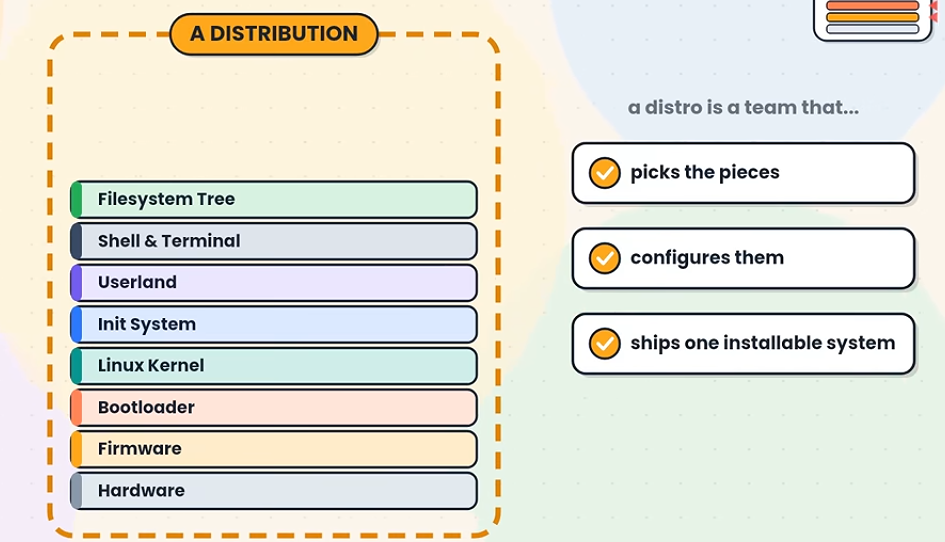 A DISTRIBUTION
Filesystem Tree
Shell & Terminal
Userland
Init System
Linux Kernel
Bootloader
Firmware
Hardware
a distro is a team that...
picks the pieces
configures them
ships one installable system